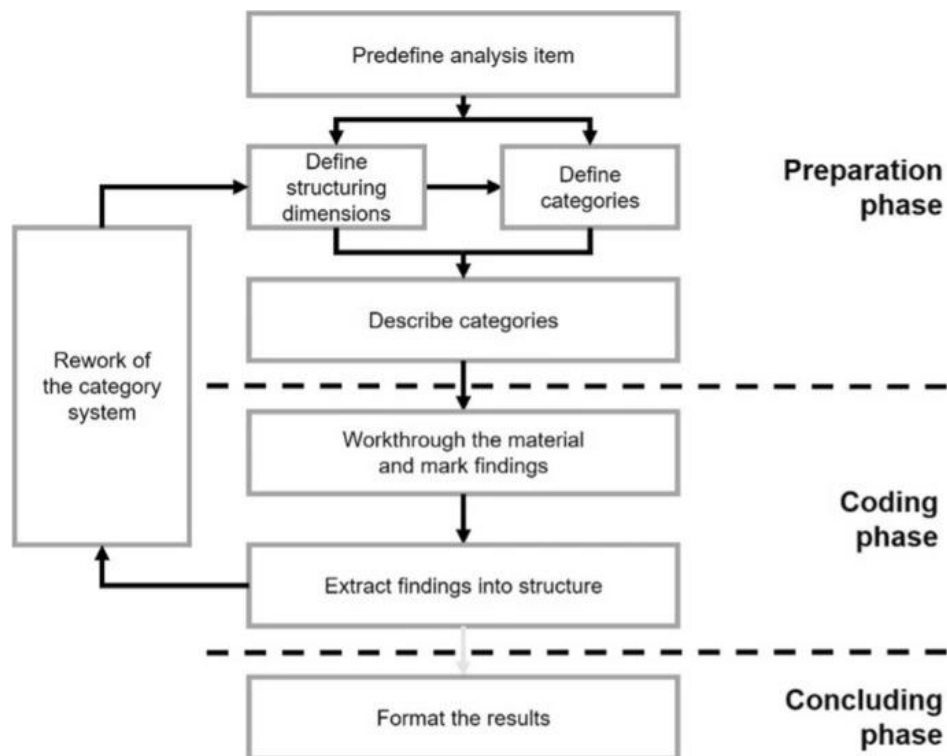 Predefine analysis item
Define
structuring
dimensions
Define
categories
Preparation
phase
Describe categories
Rework of
the category
system
Workthrough the material
and mark findings
Coding
phase
Extract findings into structure
Format the results
Concluding
phase